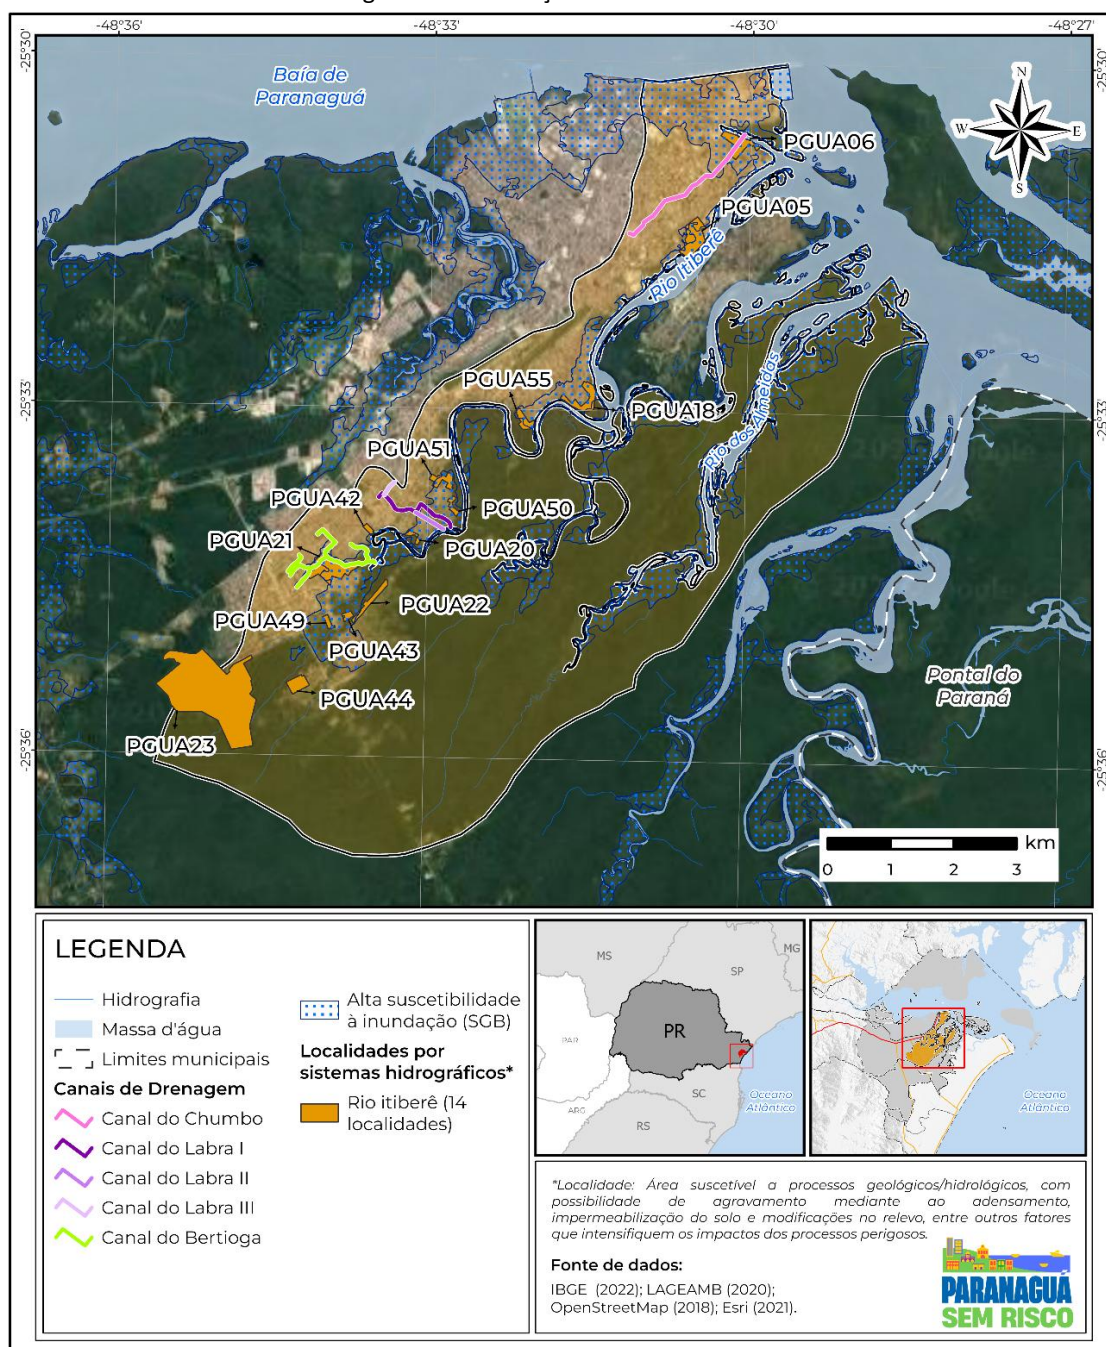 -48°36'
-48°33'
-48°30'
-48°27'
-25°30'
-25°30'
Baía de
Paranaguá
N
W
E
S
PGUA06
PGUA05
Rio Itiberê
-25°33'
-25°33'
PGUA55
PGUA18
Rio dos Almeidas
PGUA51
PGUA42
PGUA50
PGUA21
PGUA20
PGUA22
PGUA49
PGUA43
PGUA44
Pontal do
Paraná
PGUA23
-25°36'
-25°36'
km
0 1 2 3
LEGENDA
Hidrografia
Massa d'água
Limites municipais
Canais de Drenagem
Canal do Chumbo
Canal do Labra I
Canal do Labra II
Canal do Labra III
Canal do Bertioga
Alta suscetibilidade
à inundação (SGB)
Localidades por
sistemas hidrográficos*
Rio itiberê (14
localidades)
MS
MG
SP
PR
PAR
SC
ARG
RS
Oceano
Atlântico
Oceano
Atlântico
*Localidade: Área suscetível a processos geológicos/hidrológicos, com
possibilidade de agravamento mediante ao adensamento,
impermeabilização do solo e modificações no relevo, entre outros fatores
que intensifiquem os impactos dos processos perigosos.
Fonte de dados:
IBGE (2022); LAGEAMB (2020);
OpenStreetMap (2018); Esri (2021).
PARANAGUÁ
SEM RISCO